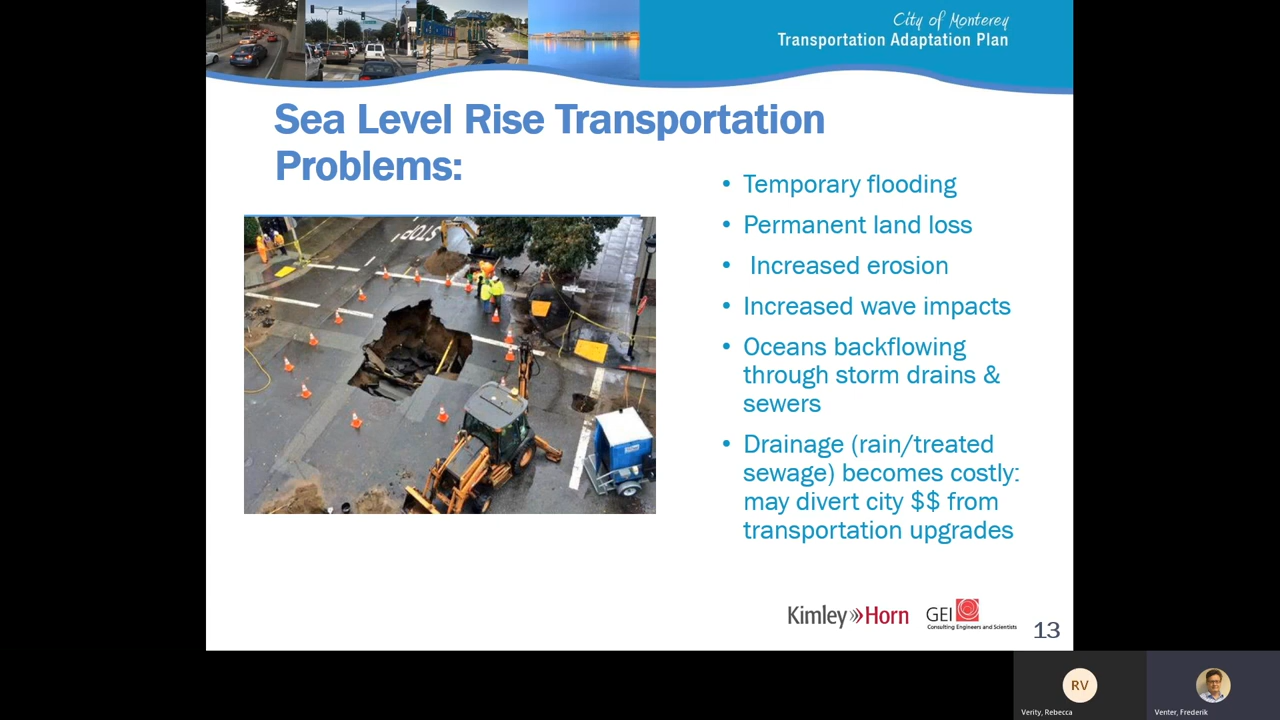 City of Monterey
Transportation Adaptation Plan
Sea Level Rise Transportation
Problems:
• Temporary flooding
• Permanent land loss
• Increased erosion
• Increased wave impacts
• Oceans backflowing
through storm drains &
sewers
• Drainage (rain/treated
sewage) becomes costly:
may divert city $$ from
transportation upgrades
STOP
Kimley»Horn
GEI
Consulting Engineers and Scientists
13
RV
Verity, Rebecca
Venter, Frederik